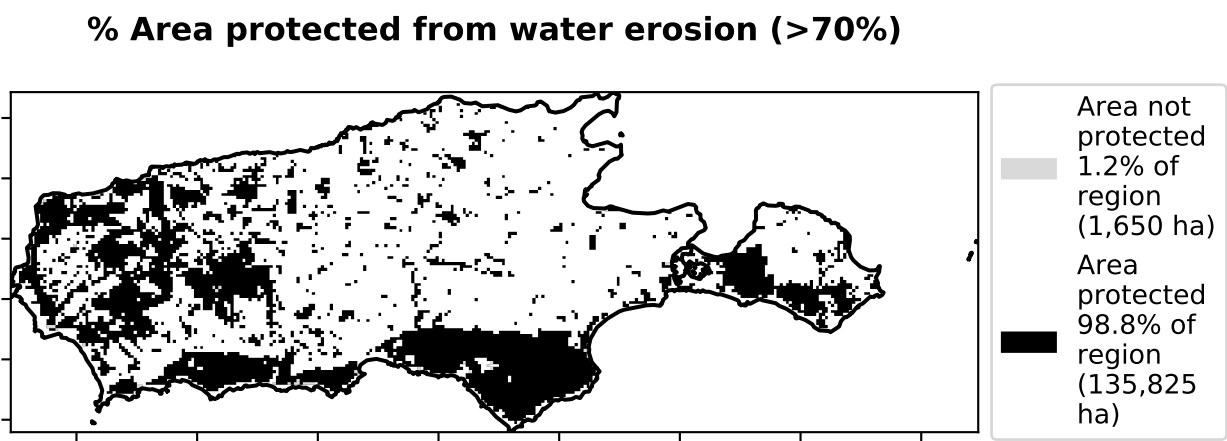 % Area protected from water erosion (>70%)
Area not
protected
1.2% of
region
(1,650 ha)
Area
protected
98.8% of
region
(135,825
ha)